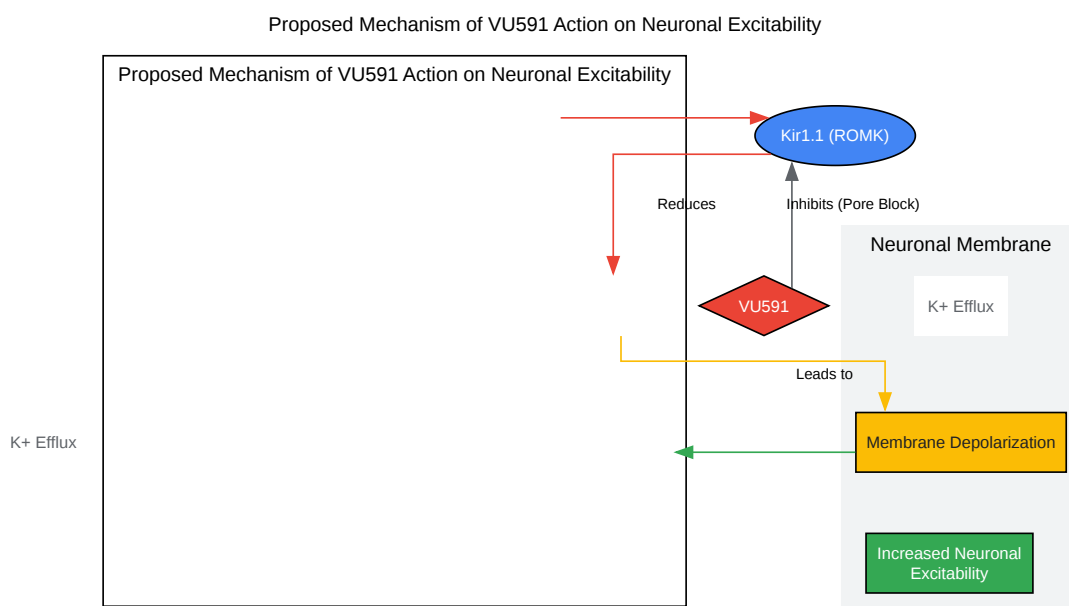 Proposed Mechanism of VU591 Action on Neuronal Excitability
Proposed Mechanism of VU591 Action on Neuronal Excitability
Kir1.1 (ROMK)
Reduces
Inhibits (Pore Block)
Neuronal Membrane
VU591
K+ Efflux
Leads to
K+ Efflux
Membrane Depolarization
Increased Neuronal
Excitability